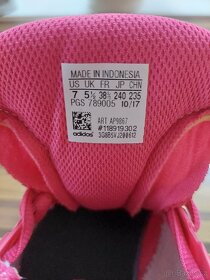 MADE IN INDONESIA
US UK FR JP CHN
7 5½ 38⅔ 240 235
PGS 789005 10/17
ART AP9867
#118919302
adidas